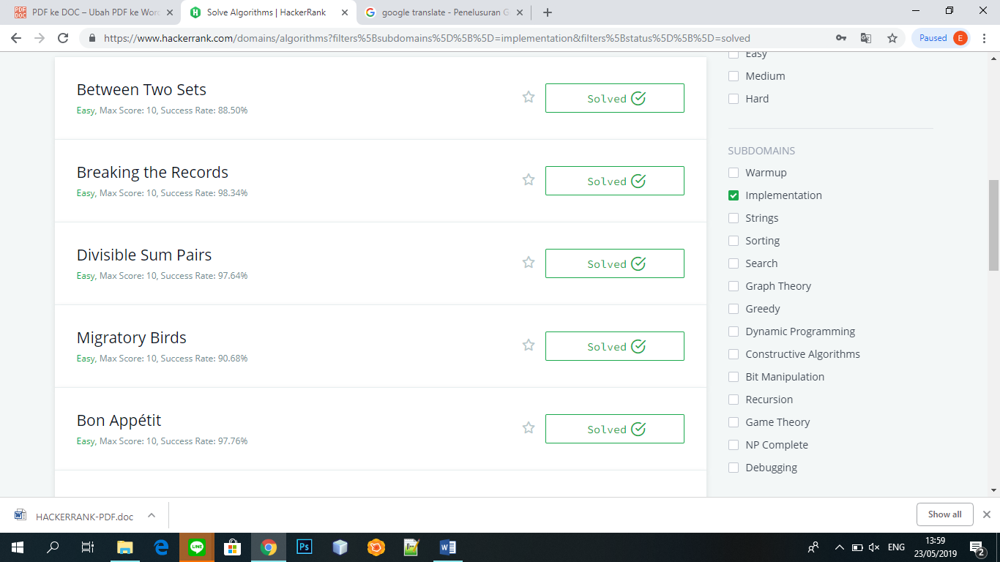 PDF ke DOC – Ubah PDF ke Word
Solve Algorithms | HackerRank
google translate - Penelusuran G
https://www.hackerrank.com/domains/algorithms?filters%5Bsubdomains%5D%5B%5D=implementation&filters%5Bstatus%5D%5B%5D=solved
Paused E
Between Two Sets
Easy, Max Score: 10, Success Rate: 88.50%
Solved
Breaking the Records
Easy, Max Score: 10, Success Rate: 98.34%
Solved
Divisible Sum Pairs
Easy, Max Score: 10, Success Rate: 97.64%
Solved
Migratory Birds
Easy, Max Score: 10, Success Rate: 90.68%
Solved
Bon Appétit
Easy, Max Score: 10, Success Rate: 97.76%
Solved
Easy
Medium
Hard
SUBDOMAINS
Warmup
Implementation
Strings
Sorting
Search
Graph Theory
Greedy
Dynamic Programming
Constructive Algorithms
Bit Manipulation
Recursion
Game Theory
NP Complete
Debugging
HACKERRANK-PDF.doc
Show all
LINE
Ps
ENG
13:59
23/05/2019
2